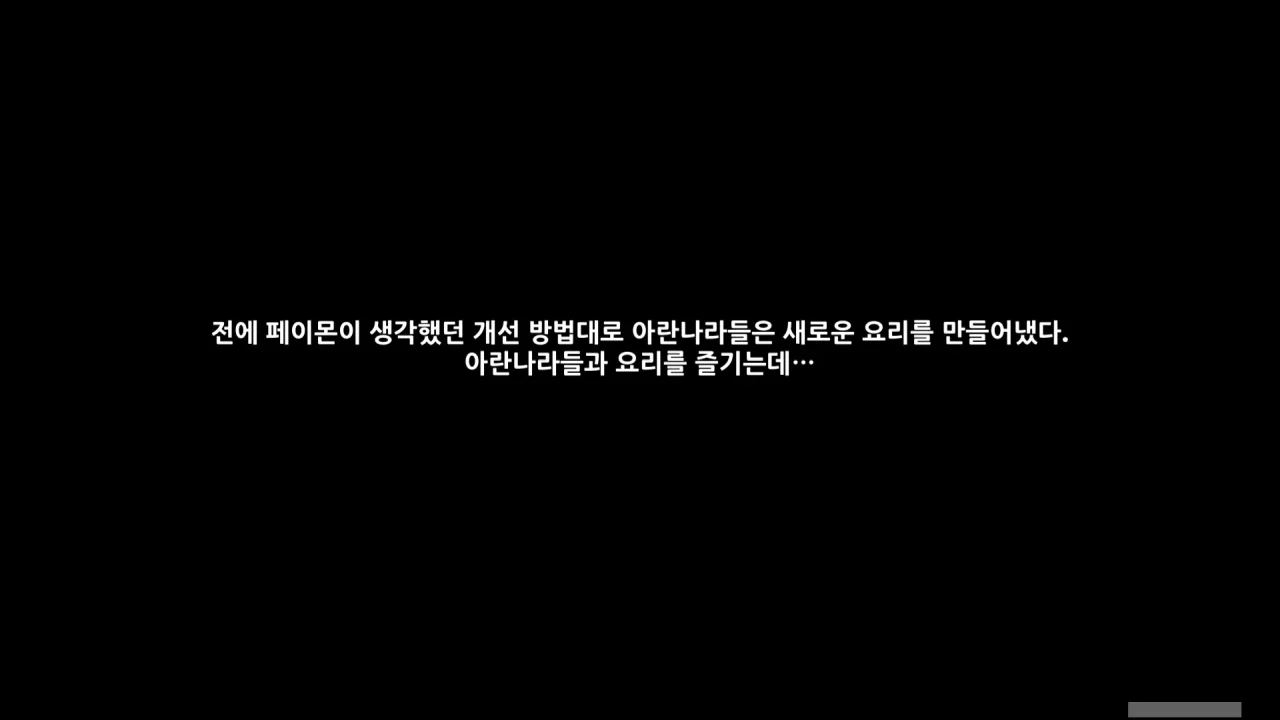 전에 페이몬이 생각했던 개선 방법대로 아란나라들은 새로운 요리를 만들어냈다.
아란나라들과 요리를 즐기는데…